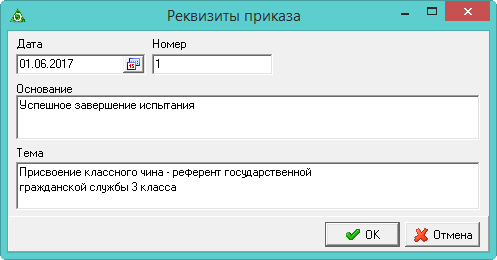 Реквизиты приказа
Дата Номер
01.06.2017 1
Основание
Успешное завершение испытания
Тема
Присвоение классного чина - референт государственной
гражданской службы 3 класса
OK Отмена